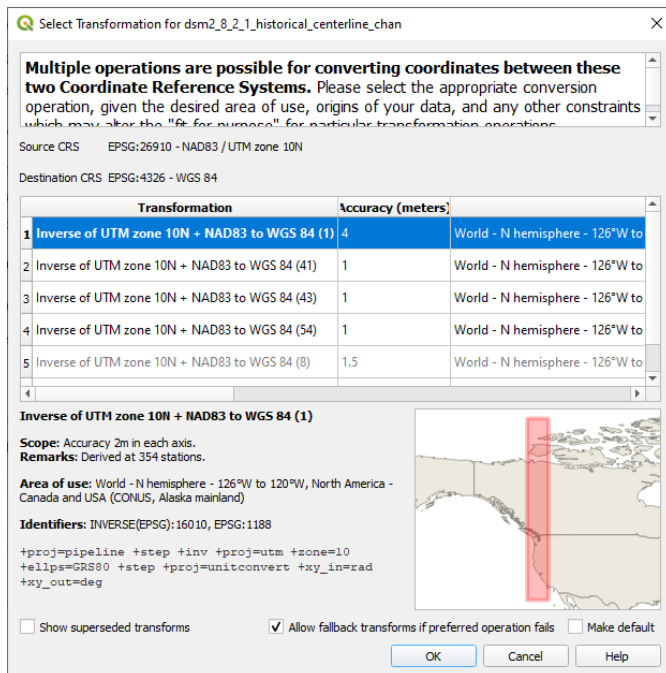 Select Transformation for dsm2_8_2_1_historical_centerline_chan
Multiple operations are possible for converting coordinates between these
two Coordinate Reference Systems. Please select the appropriate conversion
operation, given the desired area of use, origins of your data, and any other constraints
which may alter the "fit for purpose" for particular transformation operations.
Source CRS EPSG:26910 - NAD83 / UTM zone 10N
Destination CRS EPSG:4326 - WGS 84
Transformation Accuracy (meters)
1 Inverse of UTM zone 10N + NAD83 to WGS 84 (1) 4 World - N hemisphere - 126°W to
2 Inverse of UTM zone 10N + NAD83 to WGS 84 (41) 1 World - N hemisphere - 126°W to
3 Inverse of UTM zone 10N + NAD83 to WGS 84 (43) 1 World - N hemisphere - 126°W to
4 Inverse of UTM zone 10N + NAD83 to WGS 84 (54) 1 World - N hemisphere - 126°W to
5 Inverse of UTM zone 10N + NAD83 to WGS 84 (8) 1.5 World - N hemisphere - 126°W to
Inverse of UTM zone 10N + NAD83 to WGS 84 (1)
Scope: Accuracy 2m in each axis.
Remarks: Derived at 354 stations.
Area of use: World - N hemisphere - 126°W to 120°W, North America -
Canada and USA (CONUS, Alaska mainland)
Identifiers: INVERSE(EPSG):16010, EPSG:1188
+proj=pipeline +step +inv +proj=utm +zone=10
+ellps=GRS80 +step +proj=unitconvert +xy_in=rad
+xy_out=deg
Show superseded transforms
Allow fallback transforms if preferred operation fails
Make default
OK
Cancel
Help